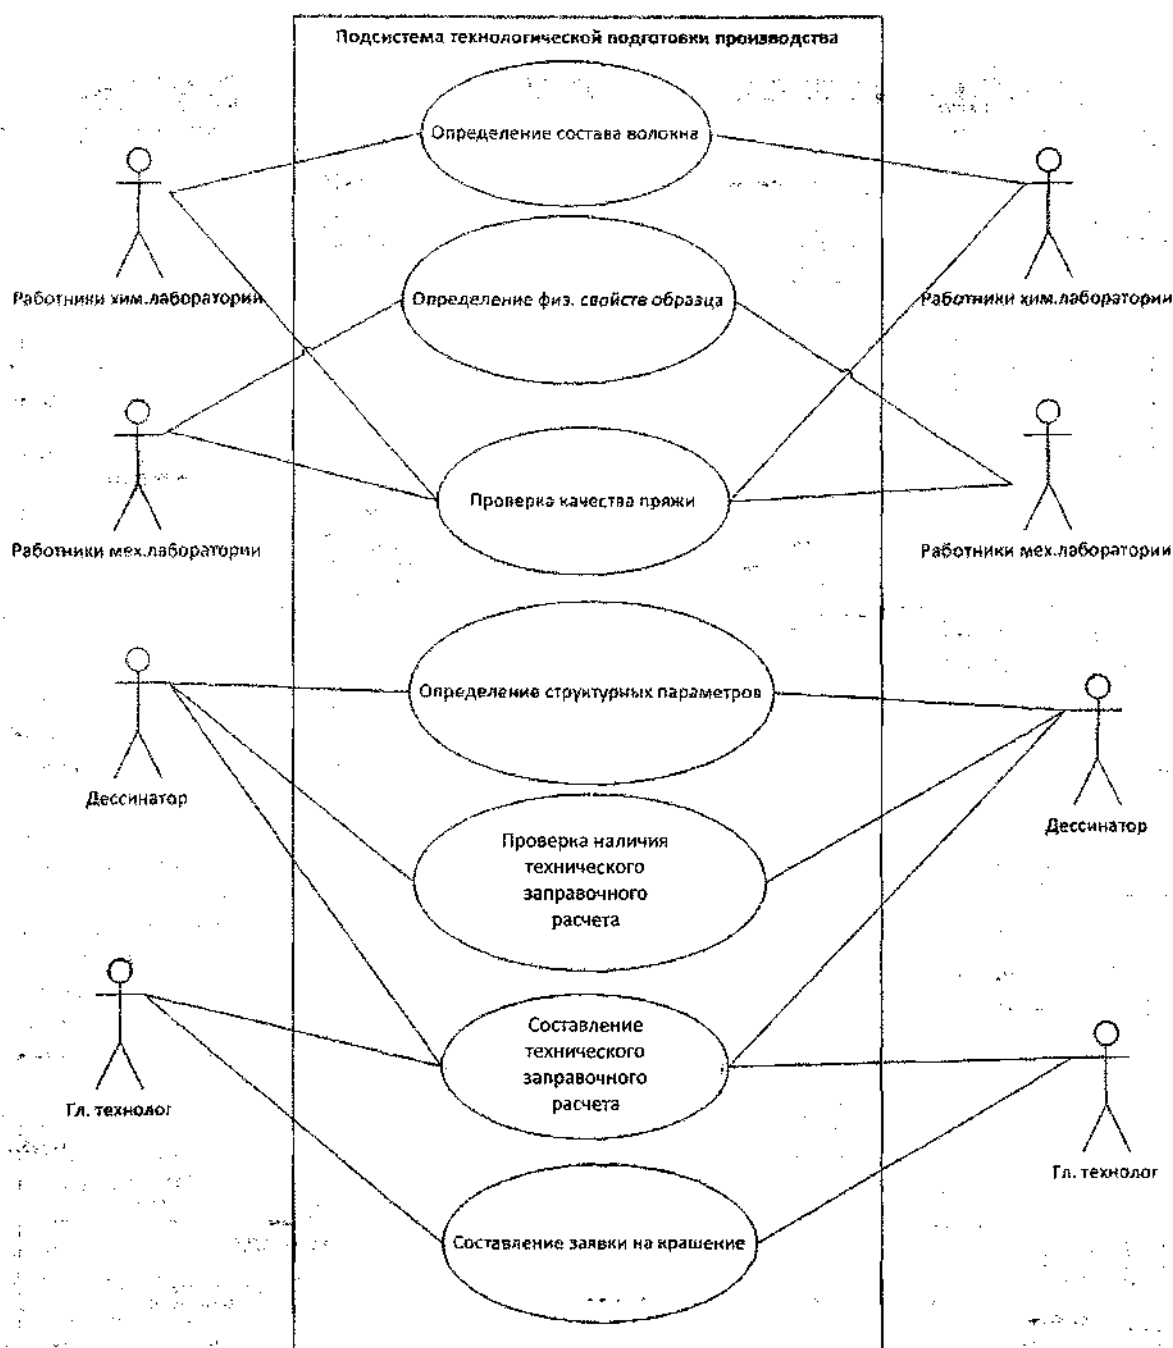 Подсистема технологической подготовки производства
Определение состава волокна
Работники хим.лаборатории
Определение физ. свойств образца
Работники хим.лаборатории
Проверка качества пряжи
Работники мех.лаборатории
Работники мех.лаборатории
Определение структурных параметров
Дессинатор
Дессинатор
Проверка наличия
технического
заправочного
расчета
Составление
технического
заправочного
расчета
Гл. технолог
Гл. технолог
Составление заявки на крашение